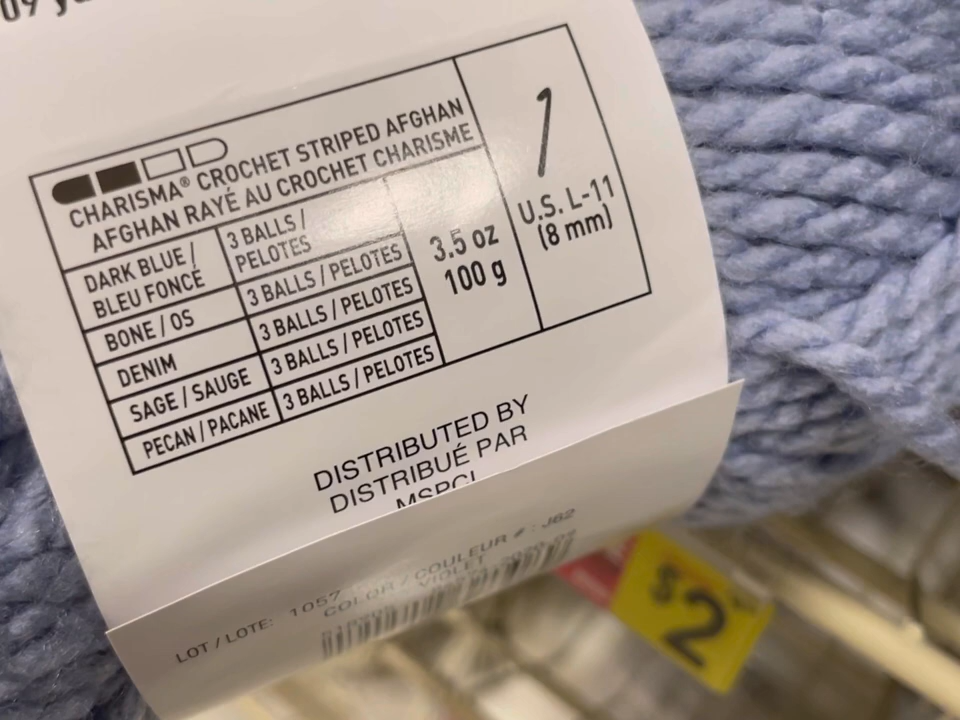 09
CHARISMA® CROCHET STRIPED AFGHAN
AFGHAN RAYÉ AU CROCHET CHARISME
DARK BLUE /
BLEU FONCÉ
3 BALLS /
PELOTES
BONE / OS
3 BALLS / PELOTES
DENIM
3 BALLS / PELOTES
SAGE / SAUGE
3 BALLS / PELOTES
PECAN / PACANE
3 BALLS / PELOTES
3.5 oz
100 g
U.S. L-11
(8 mm)
DISTRIBUTED BY
DISTRIBUÉ PAR
MSPCI
LOT / LOTE: 1057
COLOR / COULEUR # : J62
VIOLET
$2